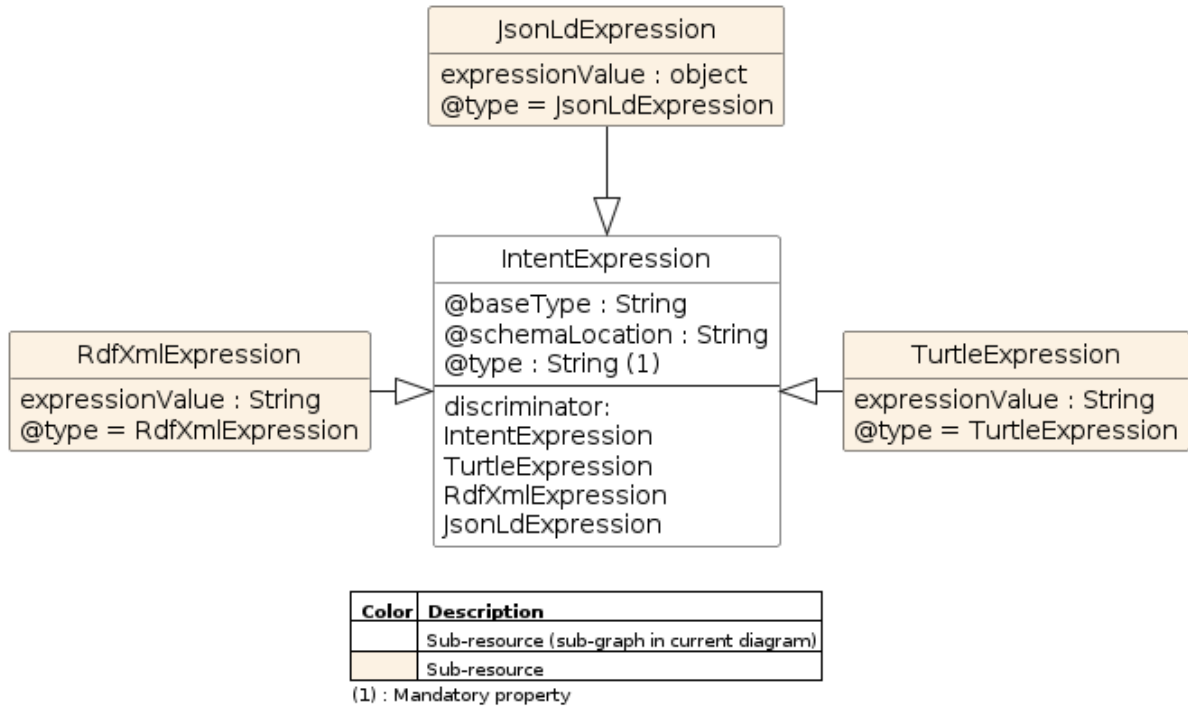 JsonLdExpression
expressionValue : object
@type = JsonLdExpression
IntentExpression
@baseType : String
@schemaLocation : String
@type : String (1)
discriminator:
IntentExpression
TurtleExpression
RdfXmlExpression
JsonLdExpression
RdfXmlExpression
expressionValue : String
@type = RdfXmlExpression
TurtleExpression
expressionValue : String
@type = TurtleExpression
Color Description
Sub-resource (sub-graph in current diagram)
Sub-resource
(1) : Mandatory property